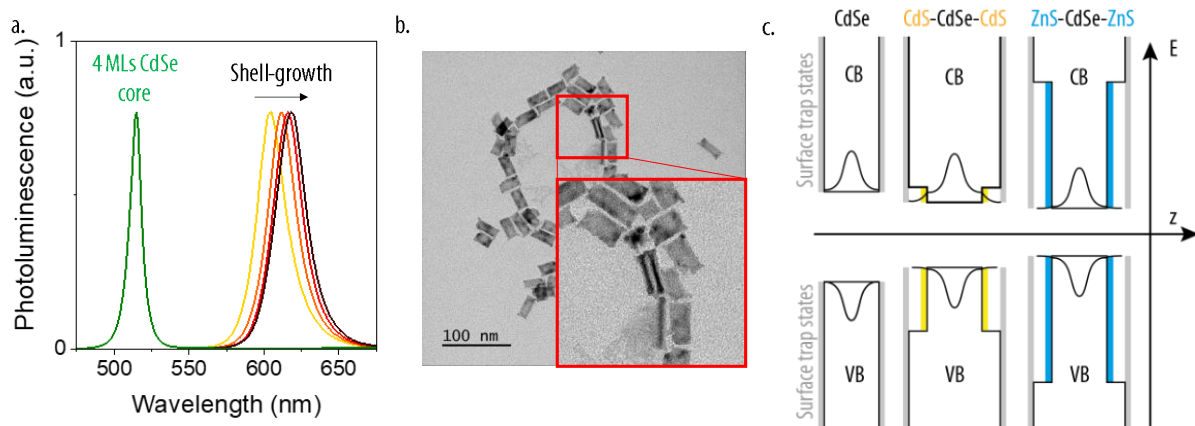 a.
1
4 MLs CdSe
core
Shell-growth
Photoluminescence (a.u.)
0
500
550
600
650
Wavelength (nm)
b.
100 nm
c.
CdSe
CdS-CdSe-CdS
ZnS-CdSe-ZnS
E
Surface trap states
CB
CB
CB
z
Surface trap states
VB
VB
VB